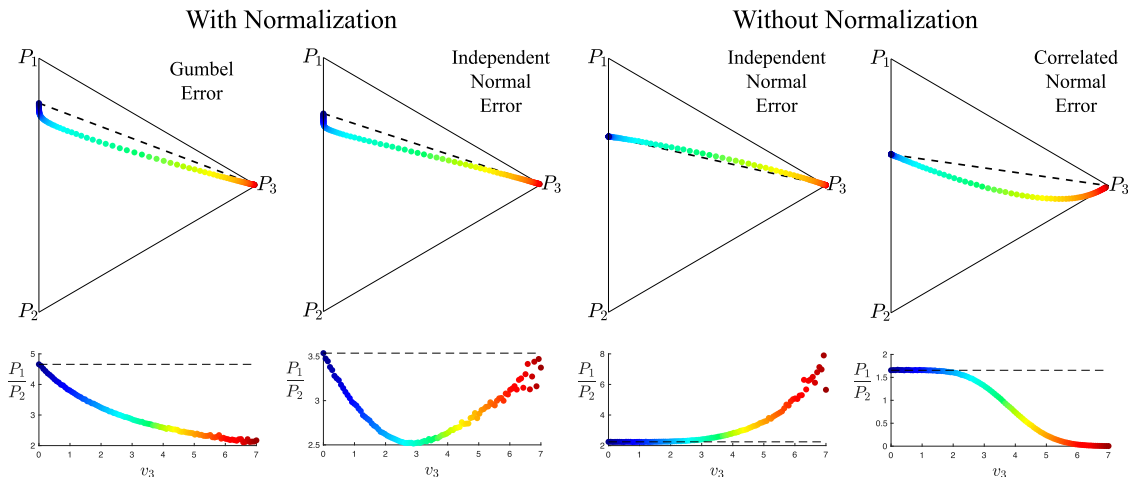 With Normalization
Without Normalization
P1
Gumbel
Error
P3
P2
P1
Independent
Normal
Error
P3
P2
P1
Independent
Normal
Error
P3
P2
P1
Correlated
Normal
Error
P3
P2
P1
P2
5
4
3
2
0 1 2 3 4 5 6 7
v3
P1
P2
3.5
3
2.5
0 1 2 3 4 5 6 7
v3
P1
P2
8
6
4
2
0 1 2 3 4 5 6 7
v3
P1
P2
2
1.5
1
0.5
0
0 1 2 3 4 5 6 7
v3